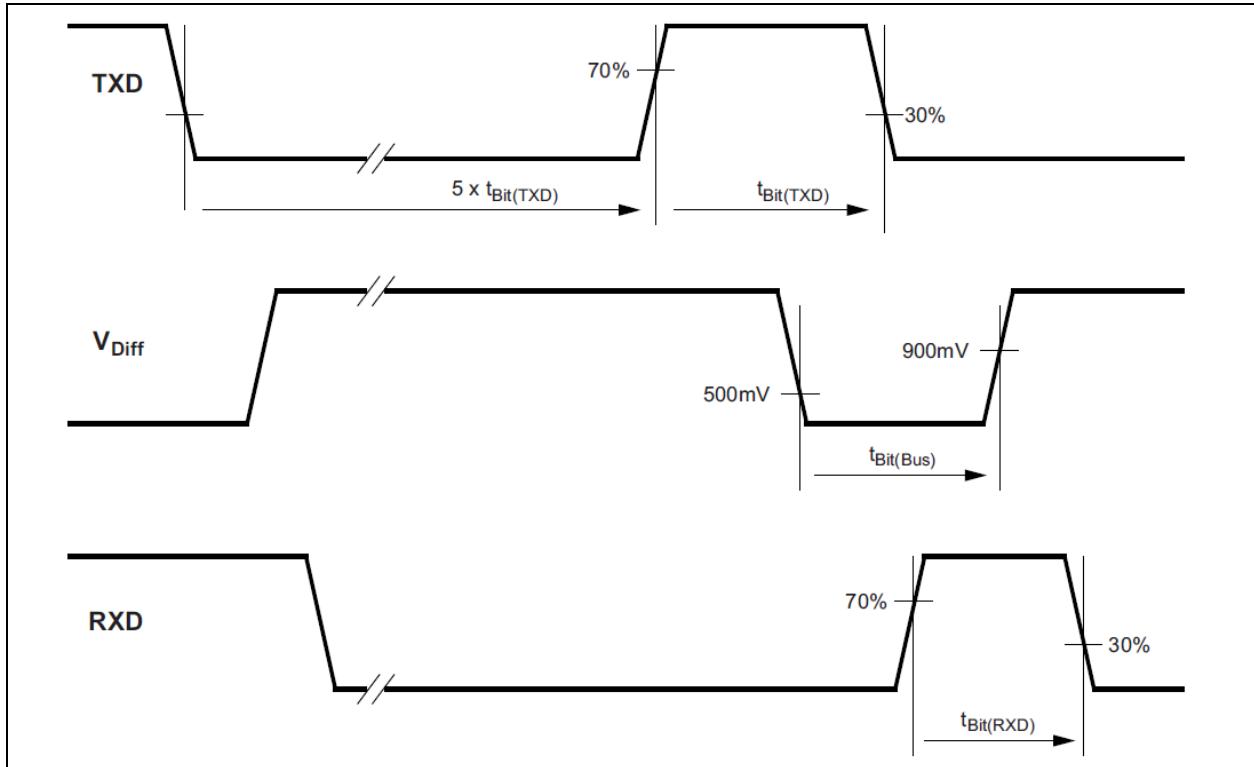 TXD
70%
30%
5 x tBit(TXD)
tBit(TXD)
VDiff
900mV
500mV
tBit(Bus)
RXD
70%
30%
tBit(RXD)